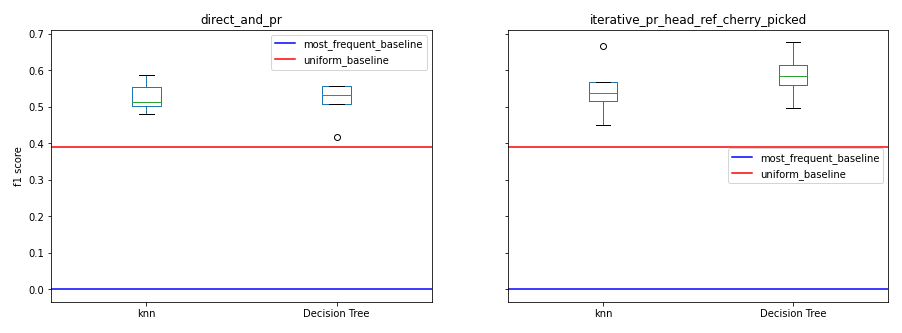 direct_and_pr
f1 score
0.7
0.6
0.5
0.4
0.3
0.2
0.1
0.0
most_frequent_baseline
uniform_baseline
knn
Decision Tree
iterative_pr_head_ref_cherry_picked
most_frequent_baseline
uniform_baseline
knn
Decision Tree